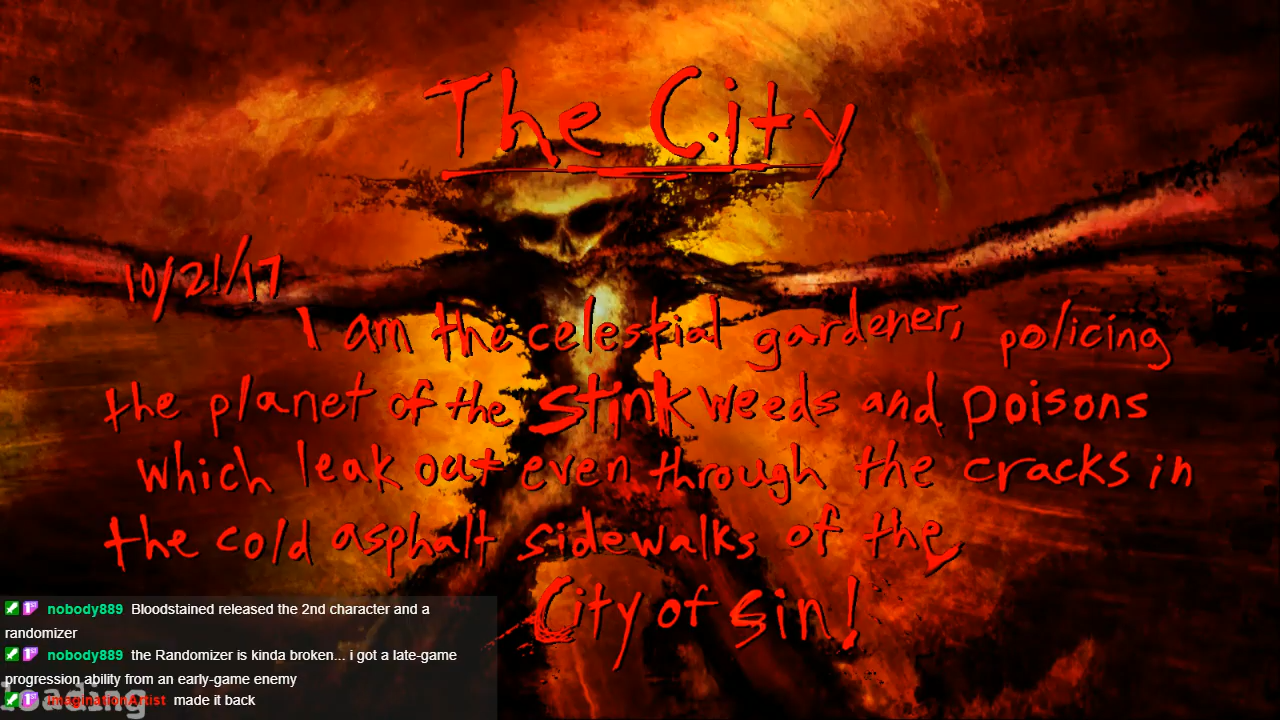 The City
10/21/17
I am the celestial gardener, policing
the planet of the stink weeds and poisons
which leak out even through the cracks in
the cold asphalt sidewalks of the
City of Sin!
nobody889 Bloodstained released the 2nd character and a
randomizer
nobody889 the Randomizer is kinda broken... i got a late-game
progression ability from an early-game enemy
ImaginationArtist made it back
loading